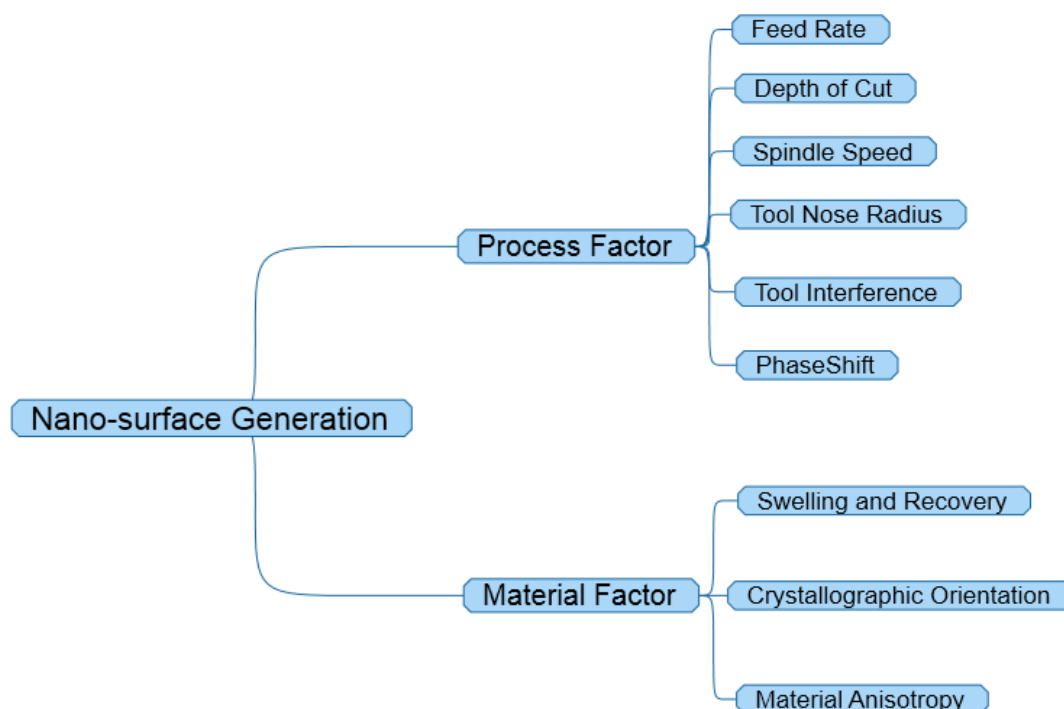 Feed Rate
Depth of Cut
Spindle Speed
Tool Nose Radius
Process Factor
Tool Interference
PhaseShift
Nano-surface Generation
Swelling and Recovery
Material Factor
Crystallographic Orientation
Material Anisotropy